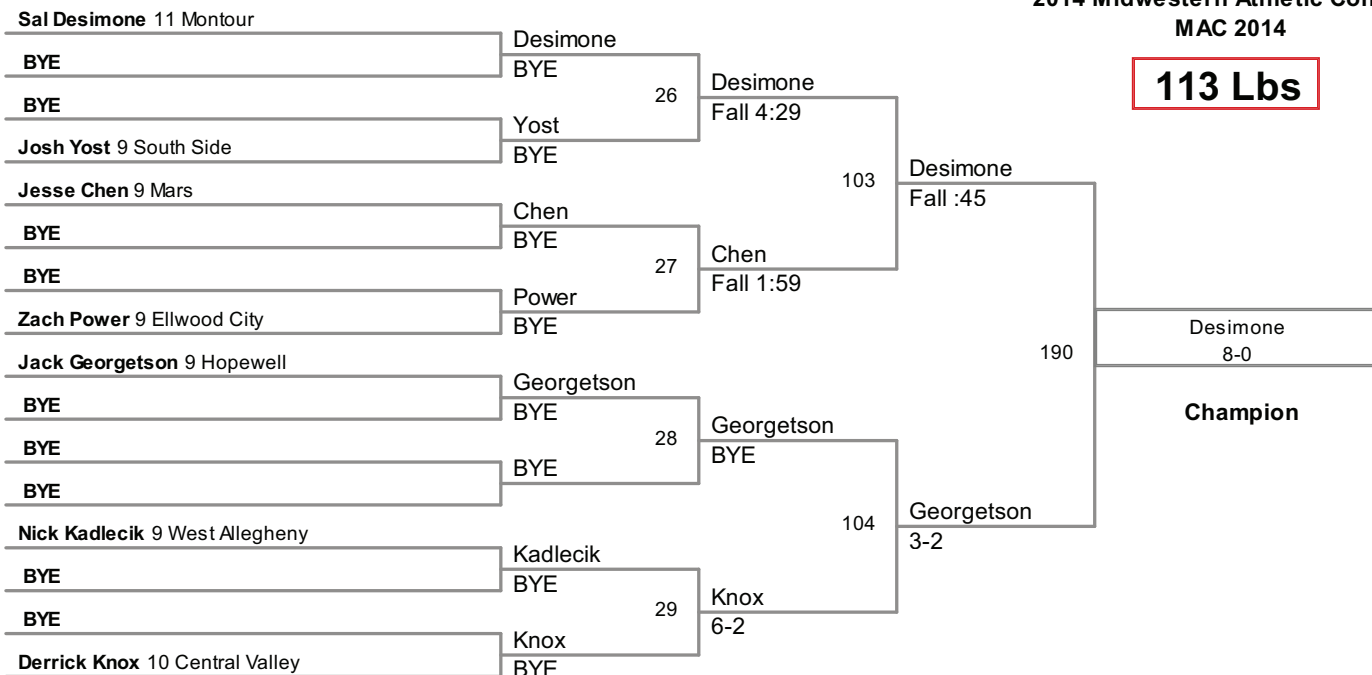 2014 Midwestern Athletic Con
MAC 2014
113 Lbs
Sal Desimone 11 Montour
BYE
BYE
Josh Yost 9 South Side
Jesse Chen 9 Mars
BYE
BYE
Zach Power 9 Ellwood City
Jack Georgetson 9 Hopewell
BYE
BYE
BYE
Nick Kadlecik 9 West Allegheny
BYE
BYE
Derrick Knox 10 Central Valley
Desimone
BYE
26
Yost
BYE
Chen
BYE
27
Power
BYE
Georgetson
BYE
28
BYE
Kadlecik
BYE
29
Knox
BYE
Desimone
Fall 4:29
103
Chen
Fall 1:59
Georgetson
BYE
104
Knox
6-2
Desimone
Fall :45
190
Georgetson
3-2
Desimone
8-0
Champion